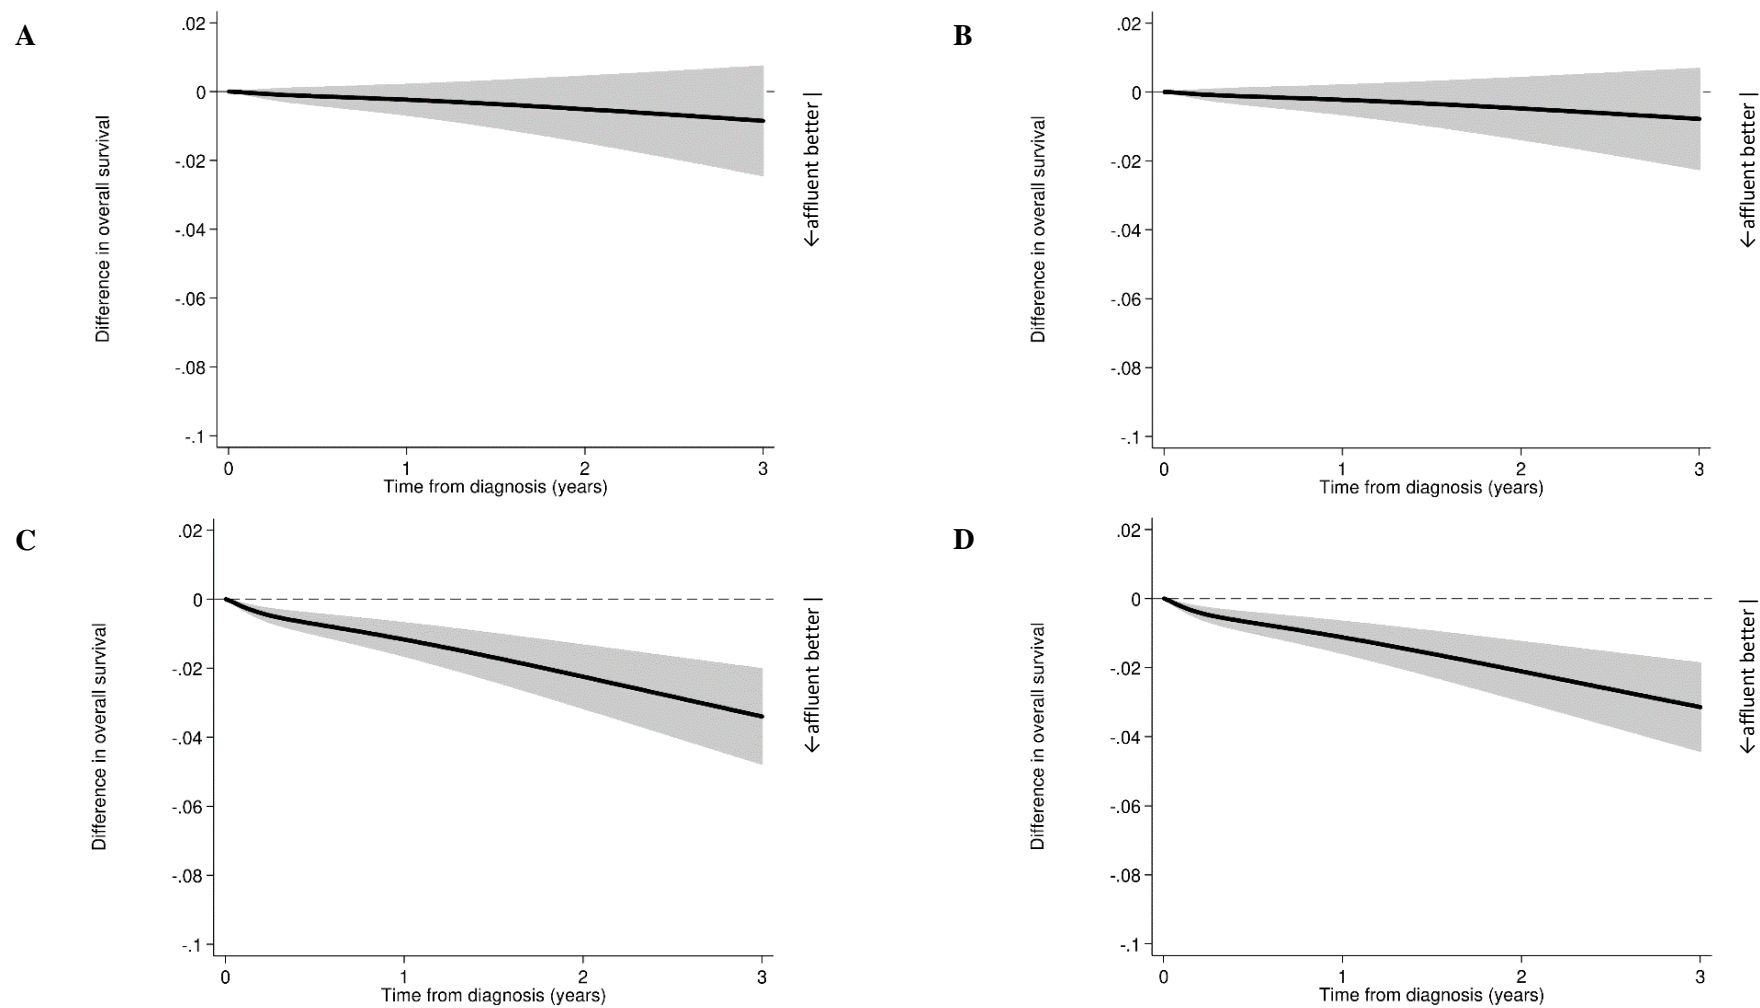 A
Difference in overall survival
.02
0
-.02
-.04
-.06
-.08
-.1
0 1 2 3
Time from diagnosis (years)
←affluent better |
B
Difference in overall survival
.02
0
-.02
-.04
-.06
-.08
-.1
0 1 2 3
Time from diagnosis (years)
←affluent better |
C
Difference in overall survival
.02
0
-.02
-.04
-.06
-.08
-.1
0 1 2 3
Time from diagnosis (years)
←affluent better |
D
Difference in overall survival
.02
0
-.02
-.04
-.06
-.08
-.1
0 1 2 3
Time from diagnosis (years)
←affluent better |